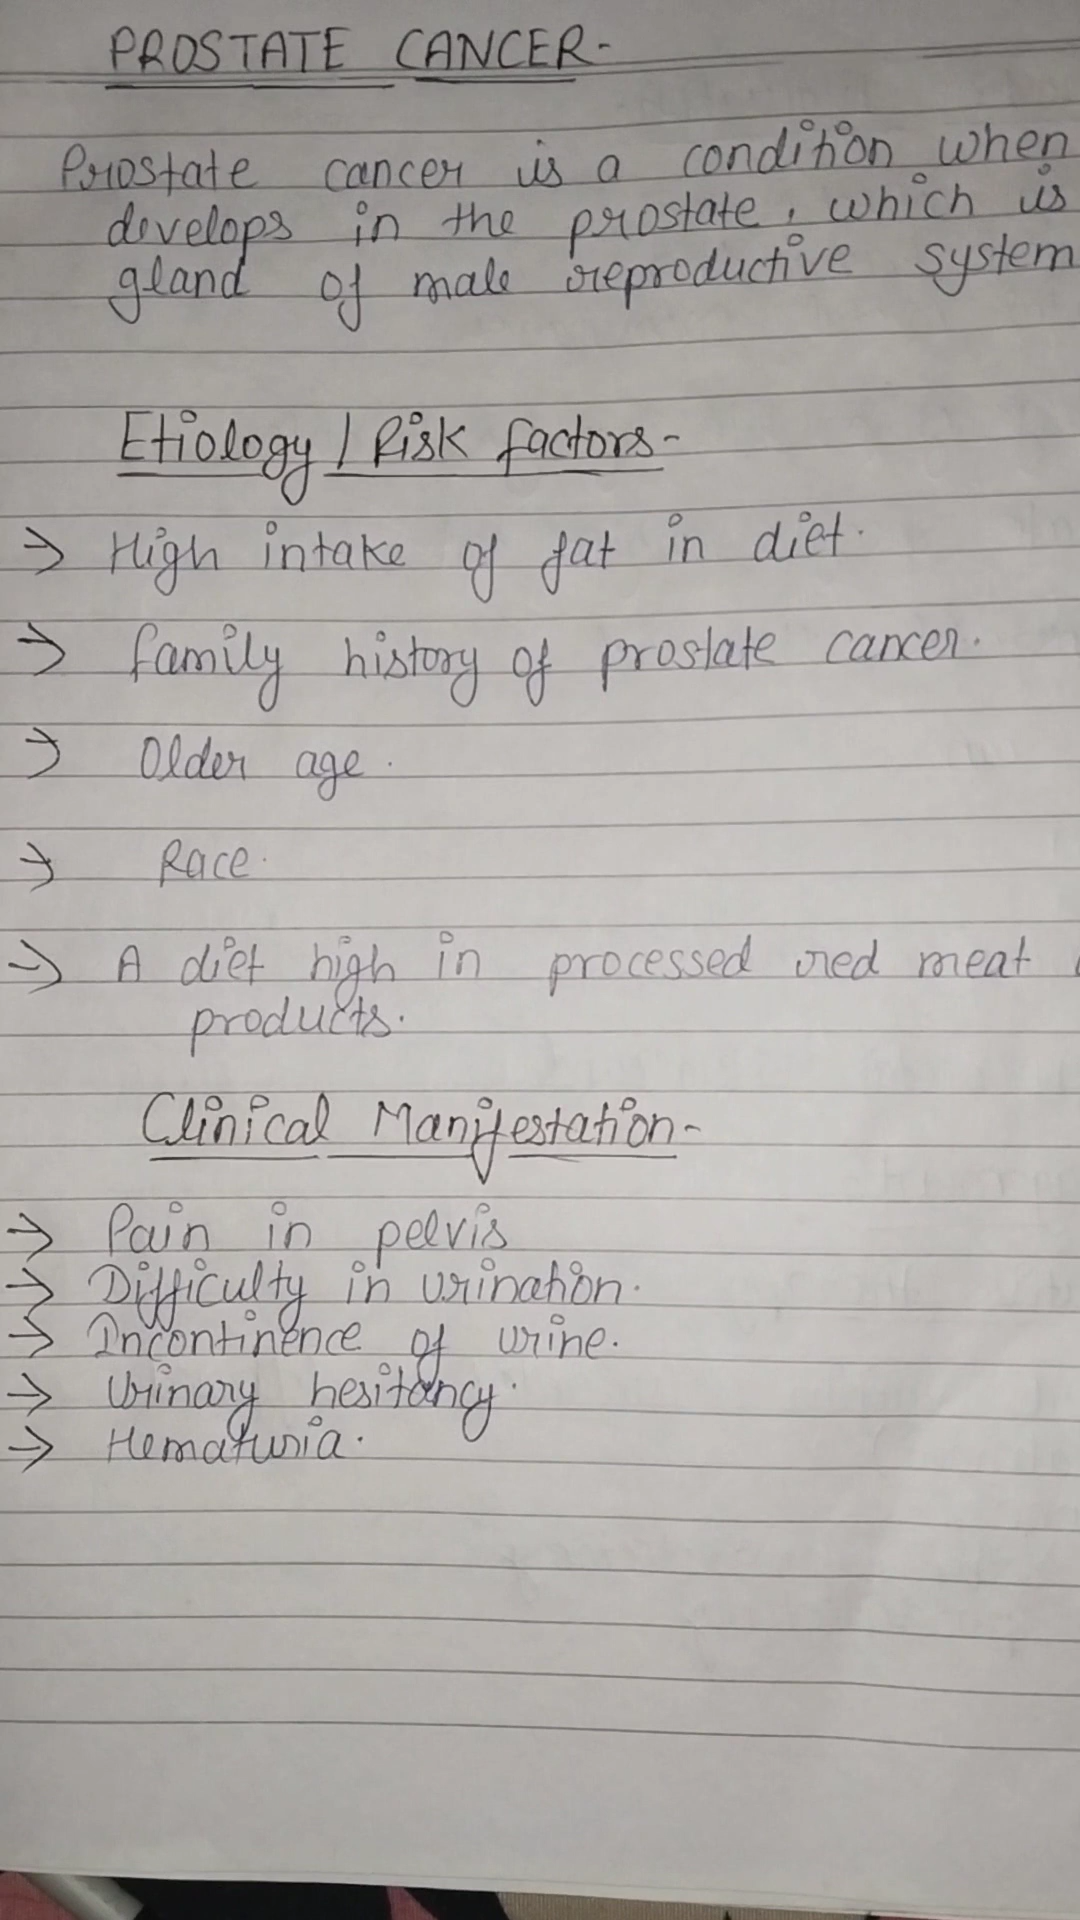 PROSTATE CANCER-
Prostate cancer is a condition when
develops in the prostate, which is
gland of male reproductive system
Etiology / Risk factors-
→ High intake of fat in diet.
→ family history of prostate cancer.
→ Older age.
→ Race.
→ A diet high in processed red meat
products.
Clinical Manifestation-
→ Pain in pelvis
→ Difficulty in urination.
→ Incontinence of urine.
→ Urinary hesitancy.
→ Hematuria.